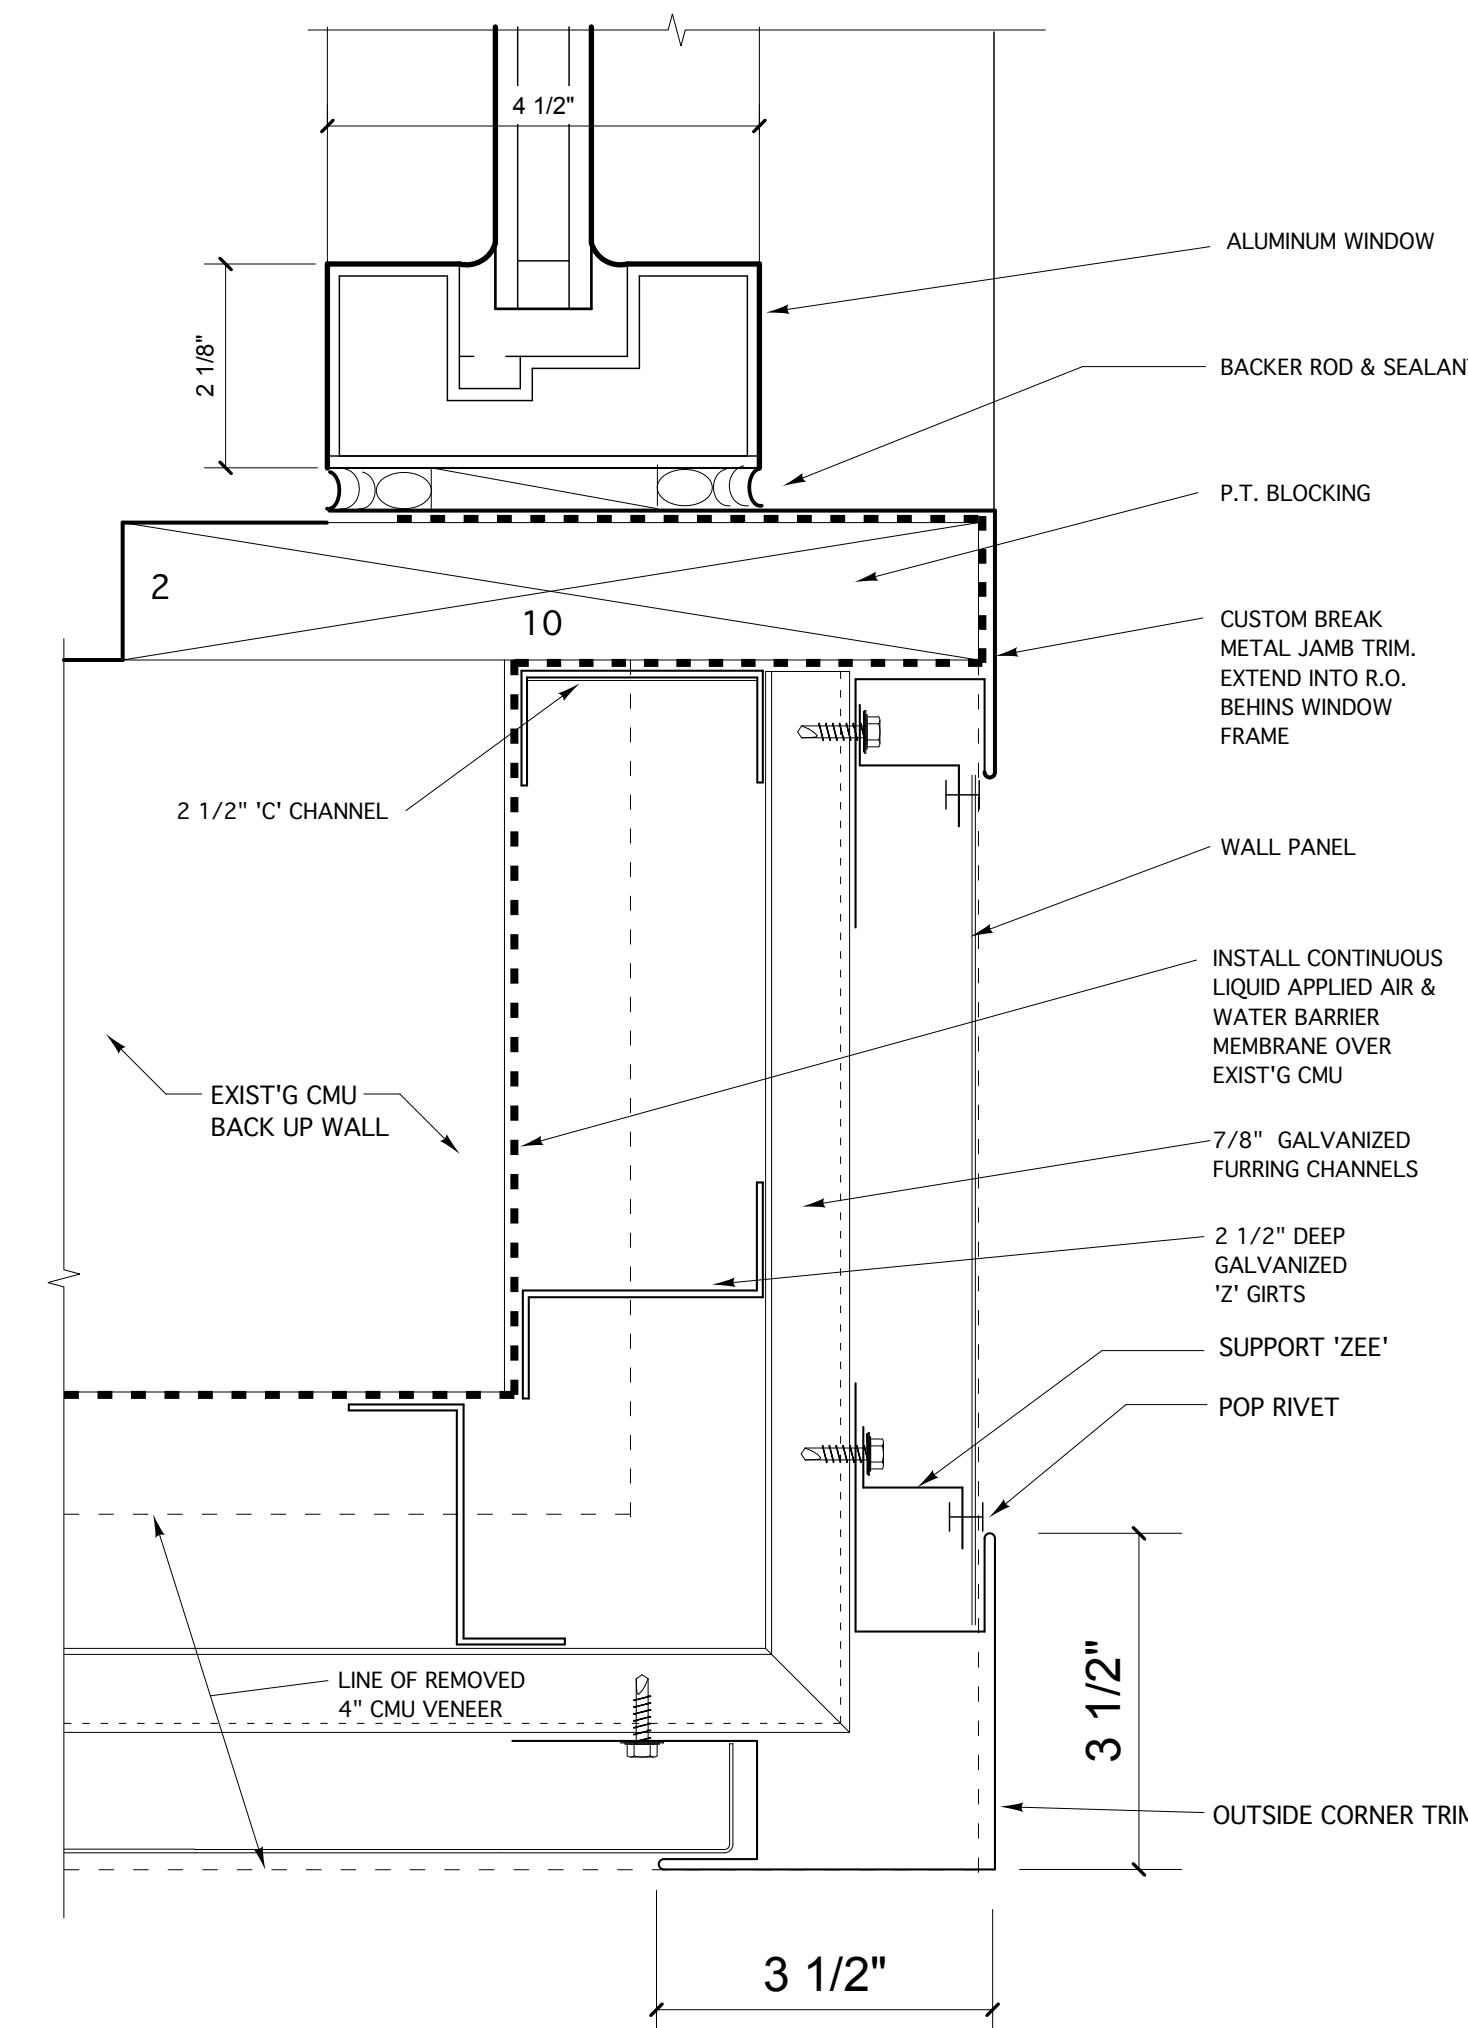 4 1/2"
ALUMINUM WINDOW
2 1/8"
BACKER ROD & SEALANT
P.T. BLOCKING
2
10
CUSTOM BREAK
METAL JAMB TRIM.
EXTEND INTO R.O.
BEHINS WINDOW
FRAME
2 1/2" 'C' CHANNEL
WALL PANEL
INSTALL CONTINUOUS
LIQUID APPLIED AIR &
WATER BARRIER
MEMBRANE OVER
EXIST'G CMU
EXIST'G CMU
BACK UP WALL
7/8" GALVANIZED
FURRING CHANNELS
2 1/2" DEEP
GALVANIZED
'Z' GIRTS
SUPPORT 'ZEE'
POP RIVET
LINE OF REMOVED
4" CMU VENEER
3 1/2"
OUTSIDE CORNER TRIM
3 1/2"